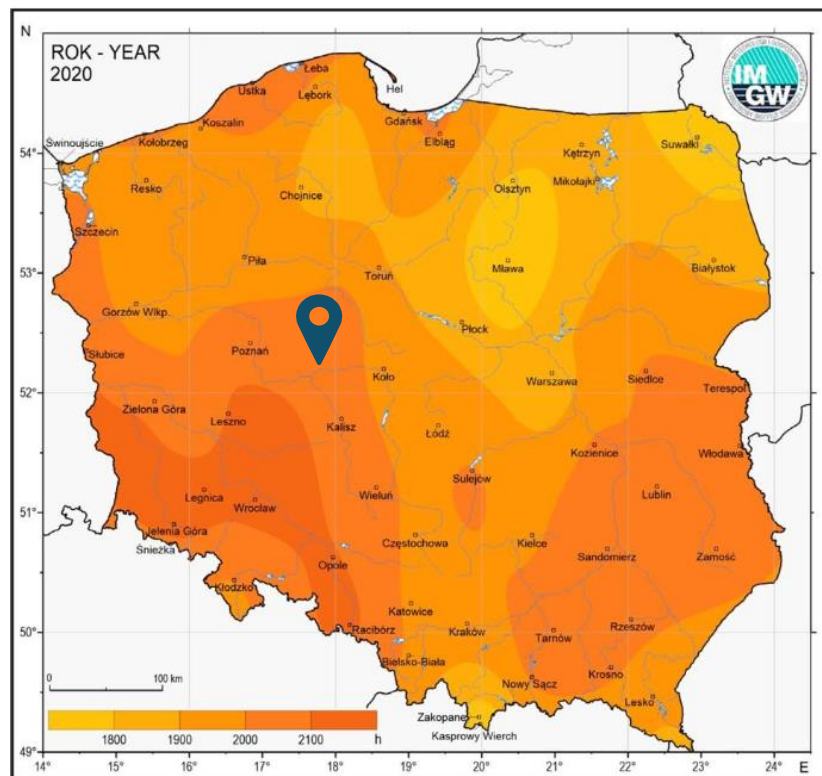 N
ROK - YEAR
2020
IM
GW
Łeba
Ustka
Lębork
Hel
Koszalin
Gdańsk
Elbląg
Suwałki
Kołobrzeg
Kętrzyn
Świnoujście
54°
Resko
Chojnice
Olsztyn
Mikołajki
Szczecin
Piła
Toruń
Mława
Białystok
53°
Gorzów Wlkp.
Płock
Słubice
Poznań
Koło
Warszawa
Siedlce
Terespol
52°
Zielona Góra
Leszno
Kalisz
Łódź
Kozienice
Włodawa
Sulejów
Legnica
Wrocław
Wieluń
Lublin
51°
Jelenia Góra
Śnieżka
Częstochowa
Kielce
Sandomierz
Zamość
Opole
Kłodzko
Katowice
Kraków
Rzeszów
50°
Racibórz
Tarnów
Bielsko-Biała
Krosno
Nowy Sącz
Lesko
0 100 km
Zakopane
Kasprowy Wierch
1800 1900 2000 2100 h
49°
14° 15° 16° 17° 18° 19° 20° 21° 22° 23° 24° E